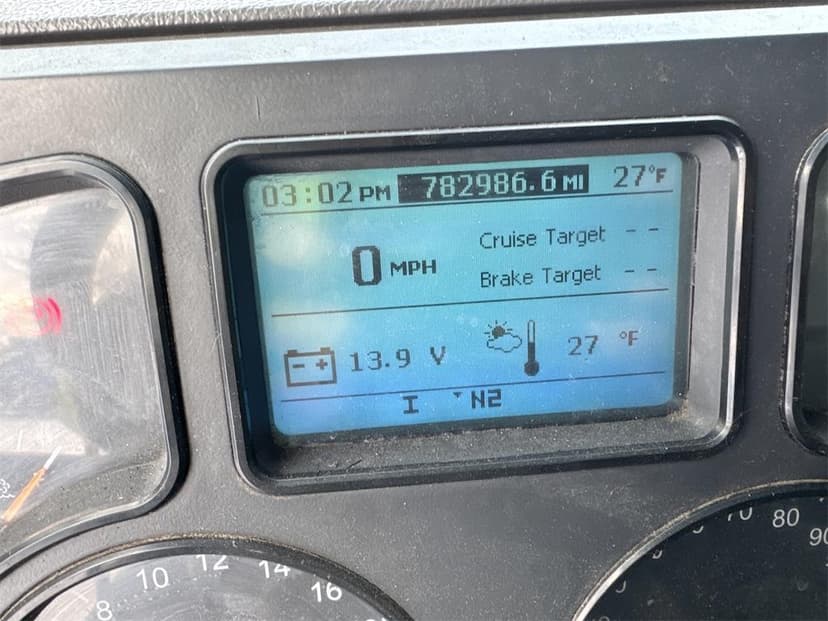 03:02 PM 782986.6 MI 27°F
0 MPH
Cruise Target --
Brake Target --
13.9 V 27 °F
I N2
8 10 12 14 16
70 80 90